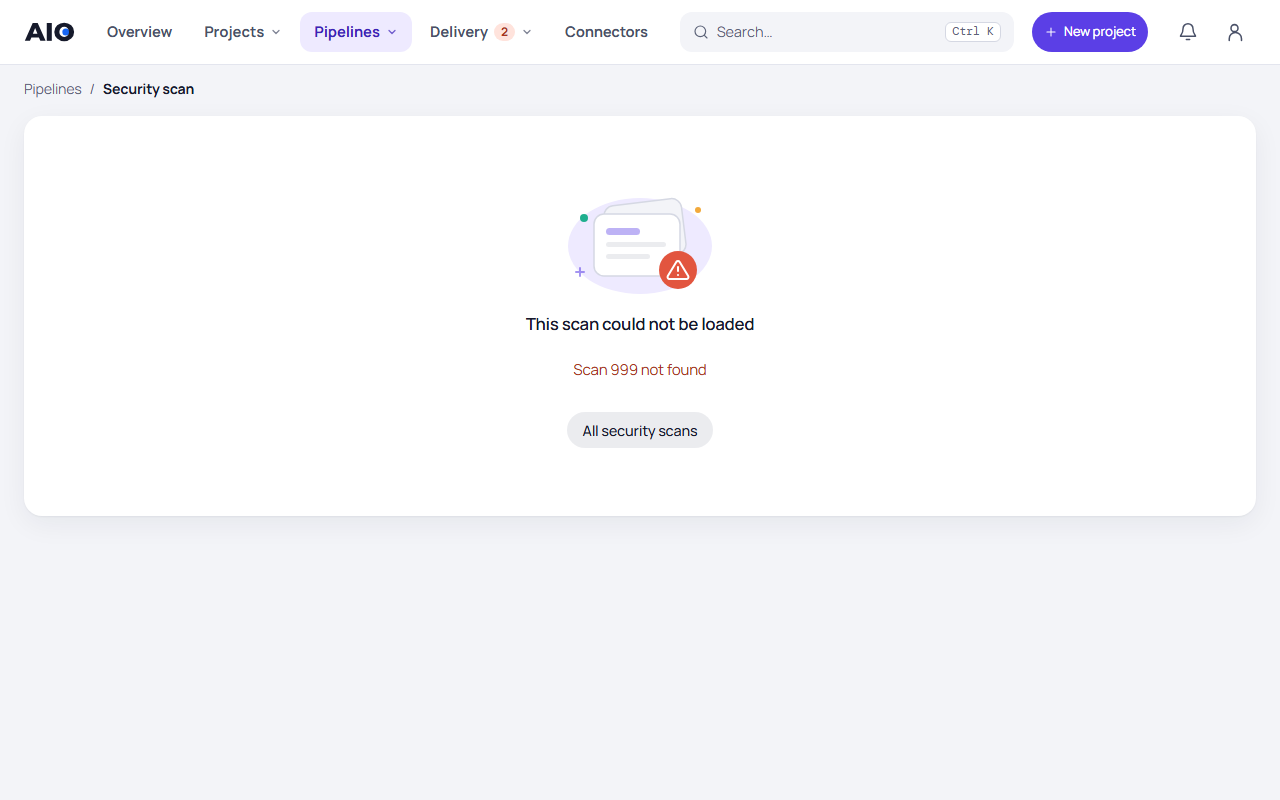 AIO
Overview
Projects
Pipelines
Delivery 2
Connectors
Search...
Ctrl K
+ New project
Pipelines / Security scan
This scan could not be loaded
Scan 999 not found
All security scans